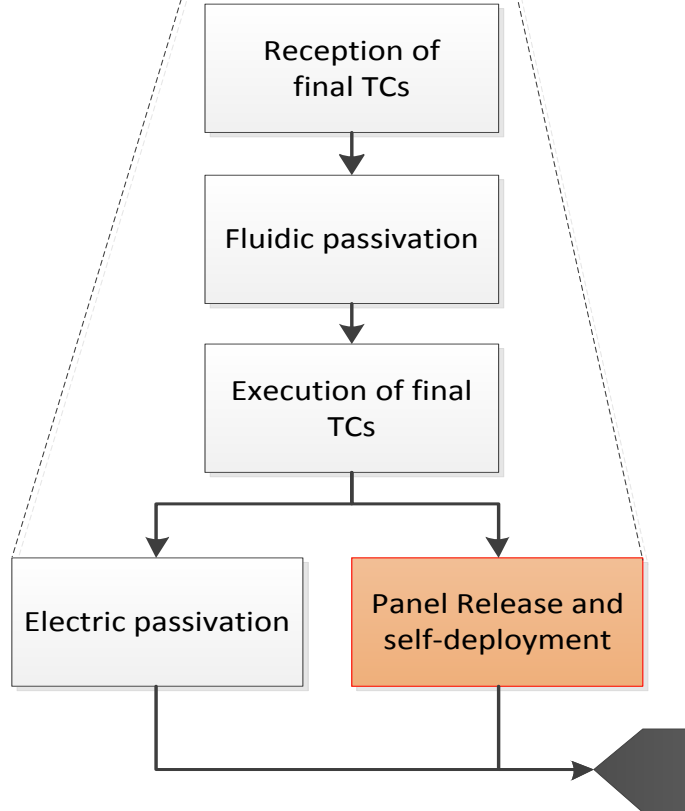 Reception of
final TCs
Fluidic passivation
Execution of final
TCs
Electric passivation
Panel Release and
self-deployment